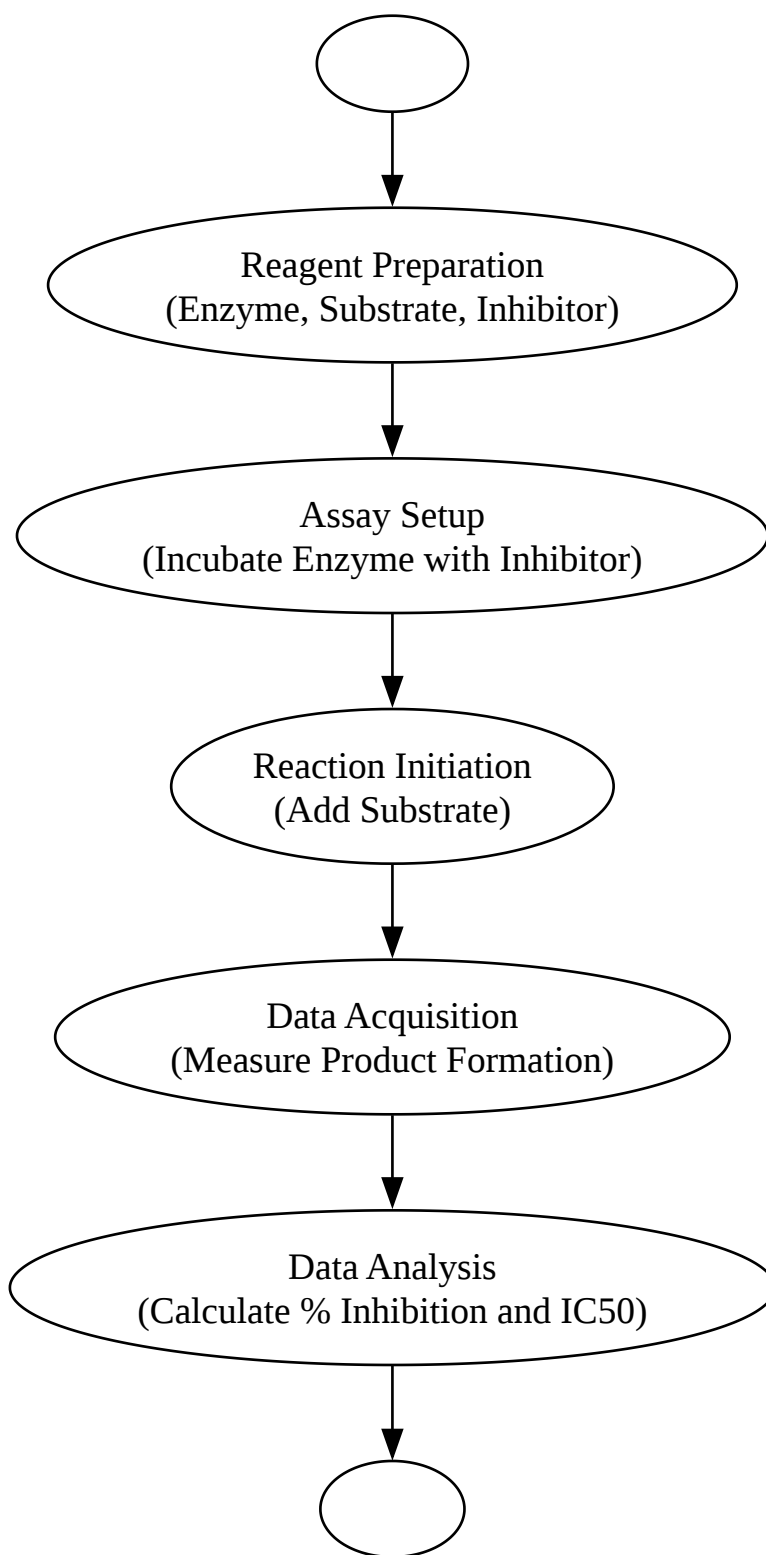 Reagent Preparation
(Enzyme, Substrate, Inhibitor)
Assay Setup
(Incubate Enzyme with Inhibitor)
Reaction Initiation
(Add Substrate)
Data Acquisition
(Measure Product Formation)
Data Analysis
(Calculate % Inhibition and IC50)